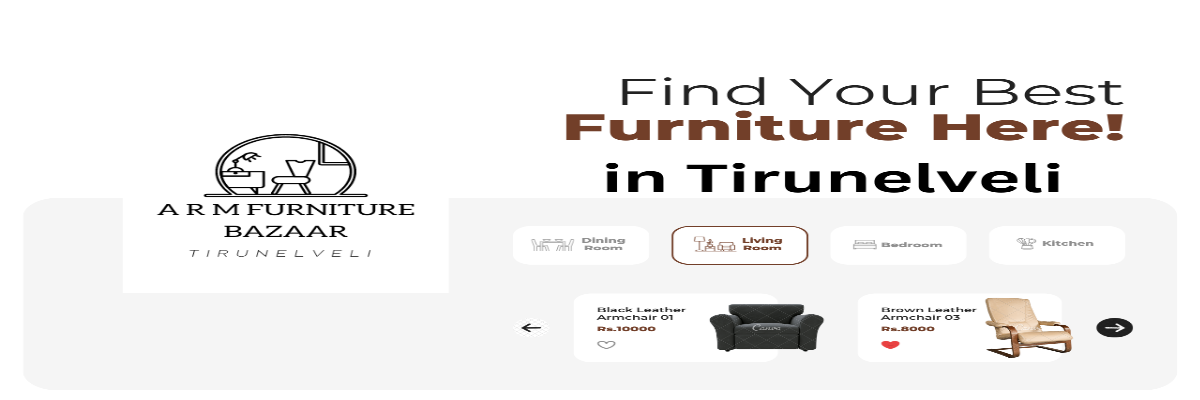 Find Your Best
Furniture Here!
in Tirunelveli
A R M FURNITURE
BAZAAR
TIRUNELVELI
Dining
Room
Living
Room
Bedroom
Kitchen
Black Leather
Armchair 01
Rs.10000
Canva
Brown Leather
Armchair 03
Rs.8000